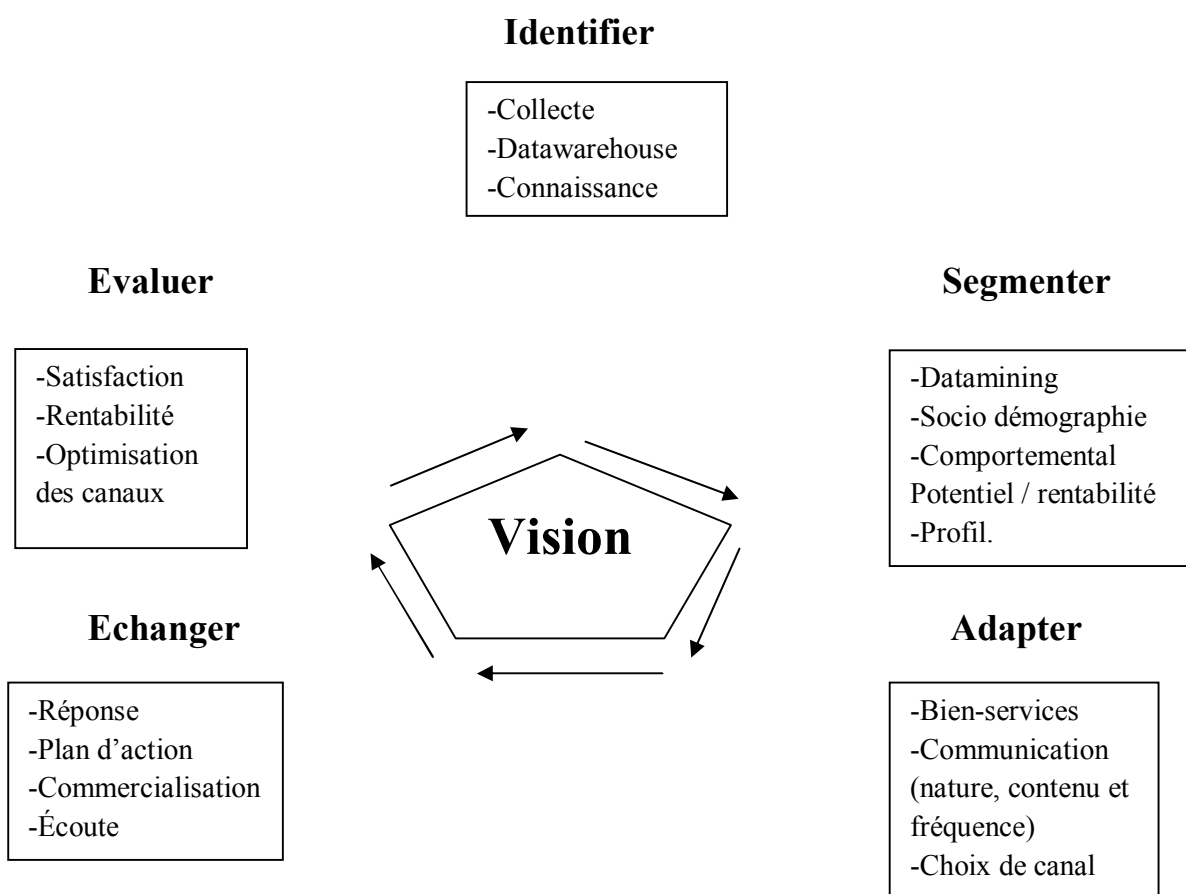 Identifier
-Collecte
-Datawarehouse
-Connaissance
Evaluer
-Satisfaction
-Rentabilité
-Optimisation
des canaux
Segmenter
-Datamining
-Socio démographie
-Comportemental
Potentiel / rentabilité
-Profil.
Vision
Echanger
-Réponse
-Plan d’action
-Commercialisation
-Écoute
Adapter
-Bien-services
-Communication
(nature, contenu et
fréquence)
-Choix de canal